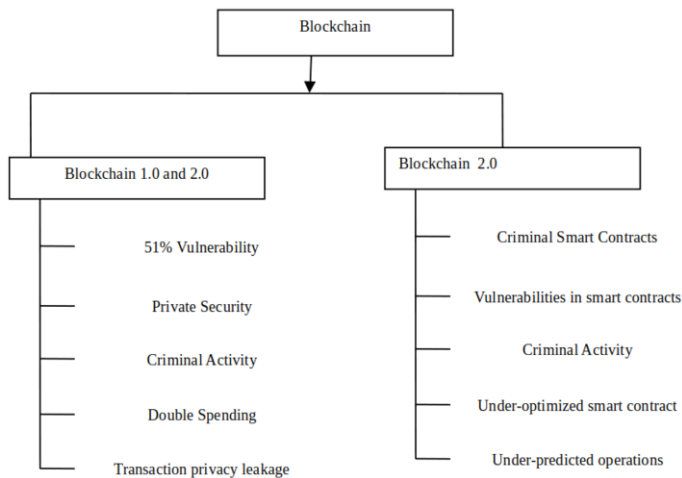 Blockchain
Blockchain 1.0 and 2.0
51% Vulnerability
Private Security
Criminal Activity
Double Spending
Transaction privacy leakage
Blockchain 2.0
Criminal Smart Contracts
Vulnerabilities in smart contracts
Criminal Activity
Under-optimized smart contract
Under-predicted operations